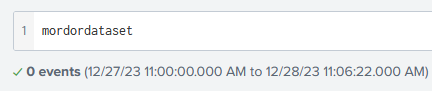 1 mordordataset
✓ 0 events (12/27/23 11:00:00.000 AM to 12/28/23 11:06:22.000 AM)